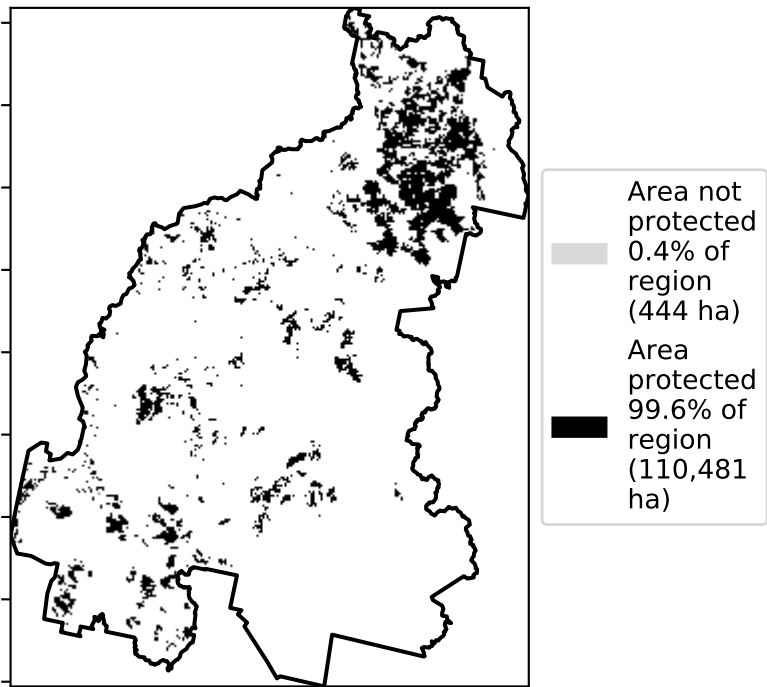 Area not
protected
0.4% of
region
(444 ha)
Area
protected
99.6% of
region
(110,481
ha)